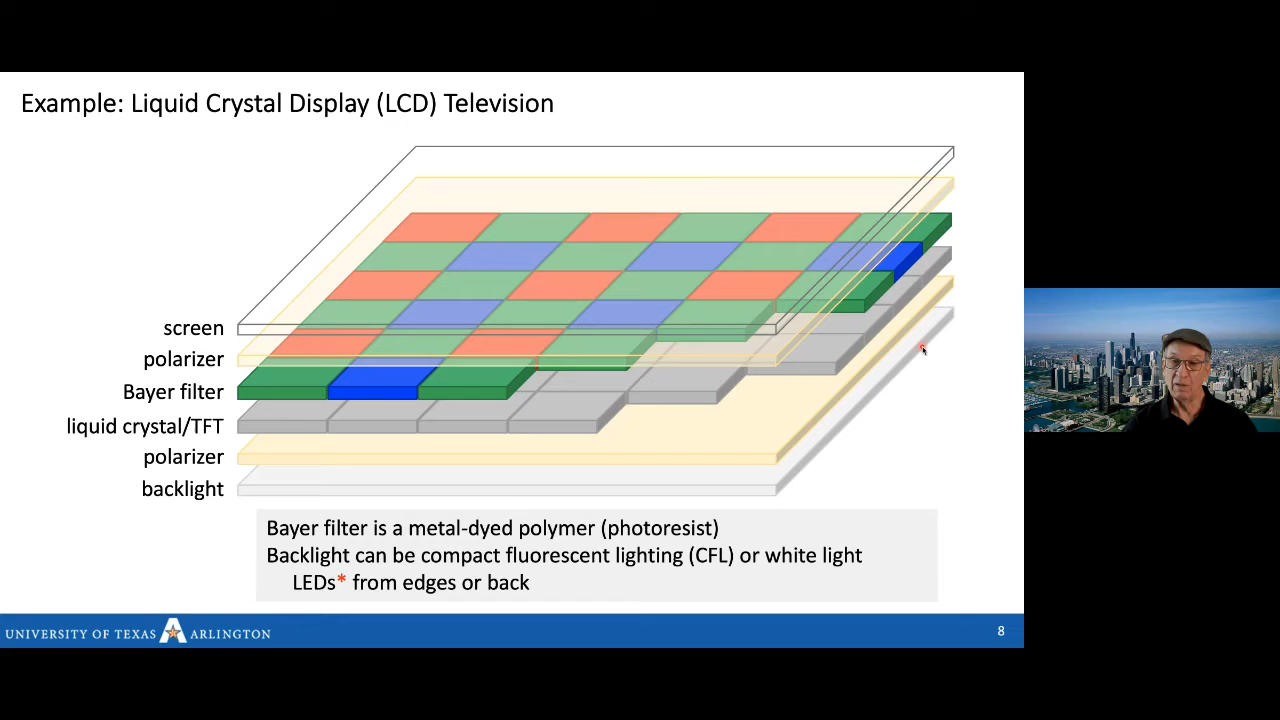 Example: Liquid Crystal Display (LCD) Television
screen
polarizer
Bayer filter
liquid crystal/TFT
polarizer
backlight
Bayer filter is a metal-dyed polymer (photoresist)
Backlight can be compact fluorescent lighting (CFL) or white light
LEDs* from edges or back
UNIVERSITY OF TEXAS A ARLINGTON
8